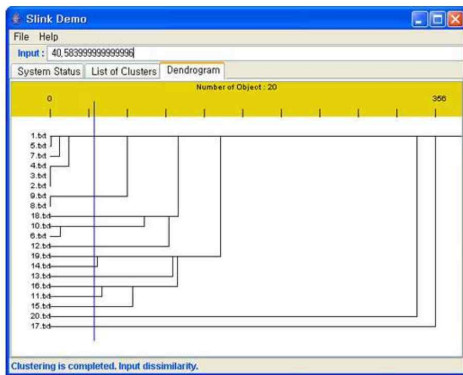 Slink Demo
File Help
Input : 40,583999999999996
System Status List of Clusters Dendrogram
Number of Object : 20
0 356
1.txt
5.txt
7.txt
4.txt
3.txt
2.txt
9.txt
8.txt
18.txt
10.txt
6.txt
12.txt
19.txt
14.txt
13.txt
16.txt
11.txt
15.txt
20.txt
17.txt
Clustering is completed. Input dissimilarity.